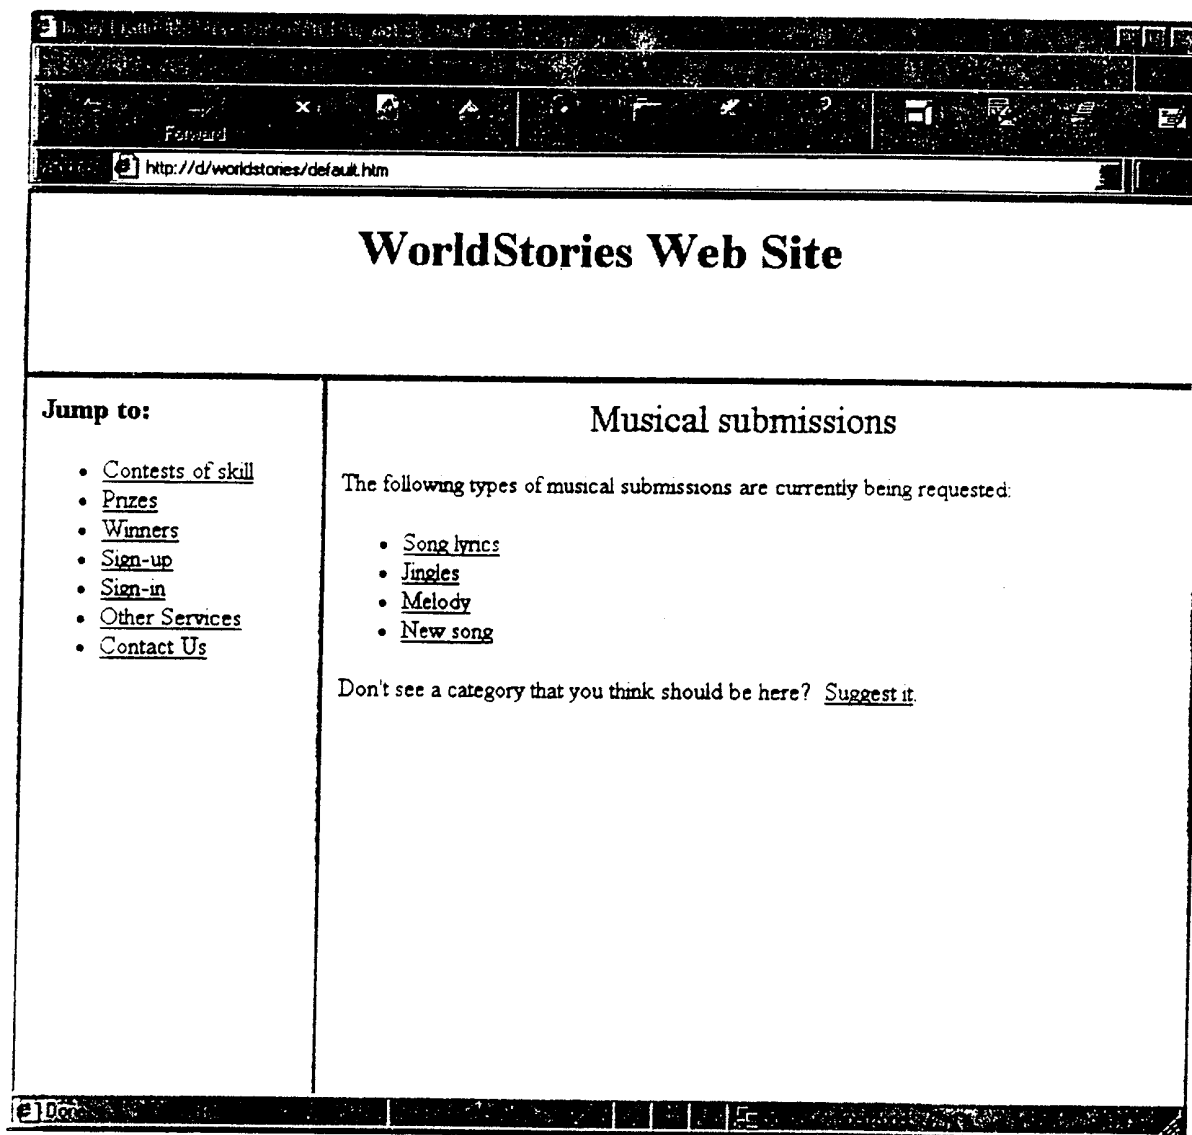 Forward
http://d/worldstories/default.htm
WorldStories Web Site
Jump to:
• Contests of skill
• Prizes
• Winners
• Sign-up
• Sign-in
• Other Services
• Contact Us
Musical submissions
The following types of musical submissions are currently being requested:
• Song lyrics
• Jingles
• Melody
• New song
Don't see a category that you think should be here? Suggest it.
Done